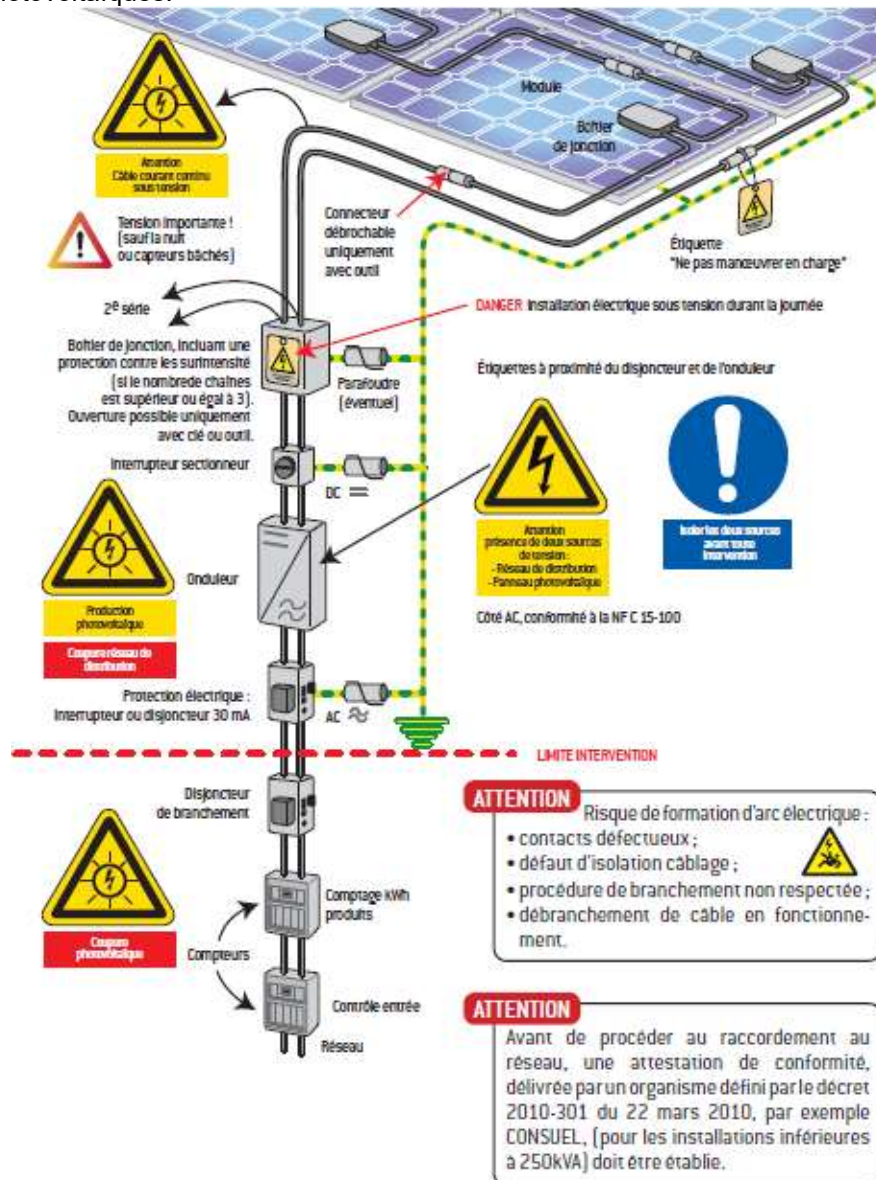 otovoltaïques.
Module
Boîtier
de jonction
Attention
Câble courant continu
sous tension
Tension importante !
(sauf la nuit
ou capteurs bâchés)
Connecteur
débrochable
uniquement
avec outil
Étiquette
"Ne pas manœuvrer en charge"
2e série
DANGER Installation électrique sous tension durant la journée
Boîtier de jonction, incluant une
protection contre les surintensité
(si le nombrede chaînes
est supérieur ou égal à 3).
Ouverture possible uniquement
avec clé ou outil.
Parafoudre
(éventuel)
Étiquettes à proximité du disjoncteur et de l'onduleur
Interrupteur sectionneur
DC
Attention
présence de deux sources
de tension :
- Réseau de distribution
- Panneau photovoltaïque
Isoler les deux sources
avant toute
intervention
Onduleur
Production
photovoltaïque
Coupure réseau de
distribution
Côté AC, conformité à la NF C 15-100
Protection électrique :
interrupteur ou disjoncteur 30 mA
AC
LIMITE INTERVENTION
Disjoncteur
de branchement
Coupure
photovoltaïque
Compteurs
Comptage kWh
produits
Contrôle entrée
Réseau
ATTENTION
Risque de formation d'arc électrique :
• contacts défectueux ;
• défaut d'isolation câblage ;
• procédure de branchement non respectée ;
• débranchement de câble en fonctionne-
ment.
ATTENTION
Avant de procéder au raccordement au
réseau, une attestation de conformité,
délivrée par un organisme défini par le décret
2010-301 du 22 mars 2010, par exemple
CONSUEL, (pour les installations inférieures
à 250kVA) doit être établie.